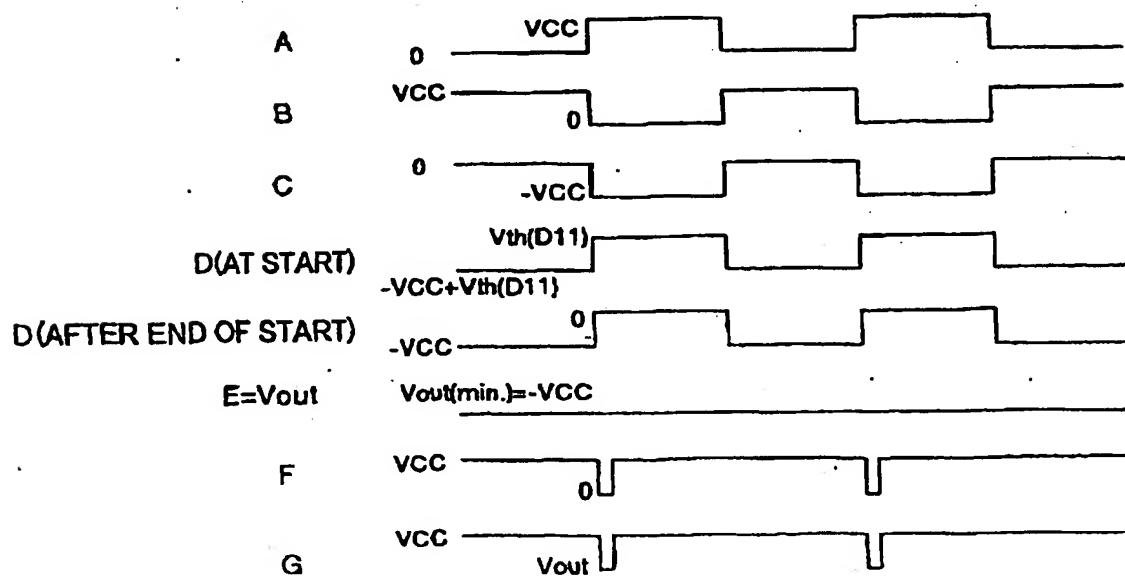 A 0 VCC
B VCC 0
C 0 -VCC
D(AT START) Vth(D11)
-VCC+Vth(D11}
D(AFTER END OF START) 0
-VCC
E=Vout Vout(min.)=-VCC
F VCC
0
G VCC
Vout